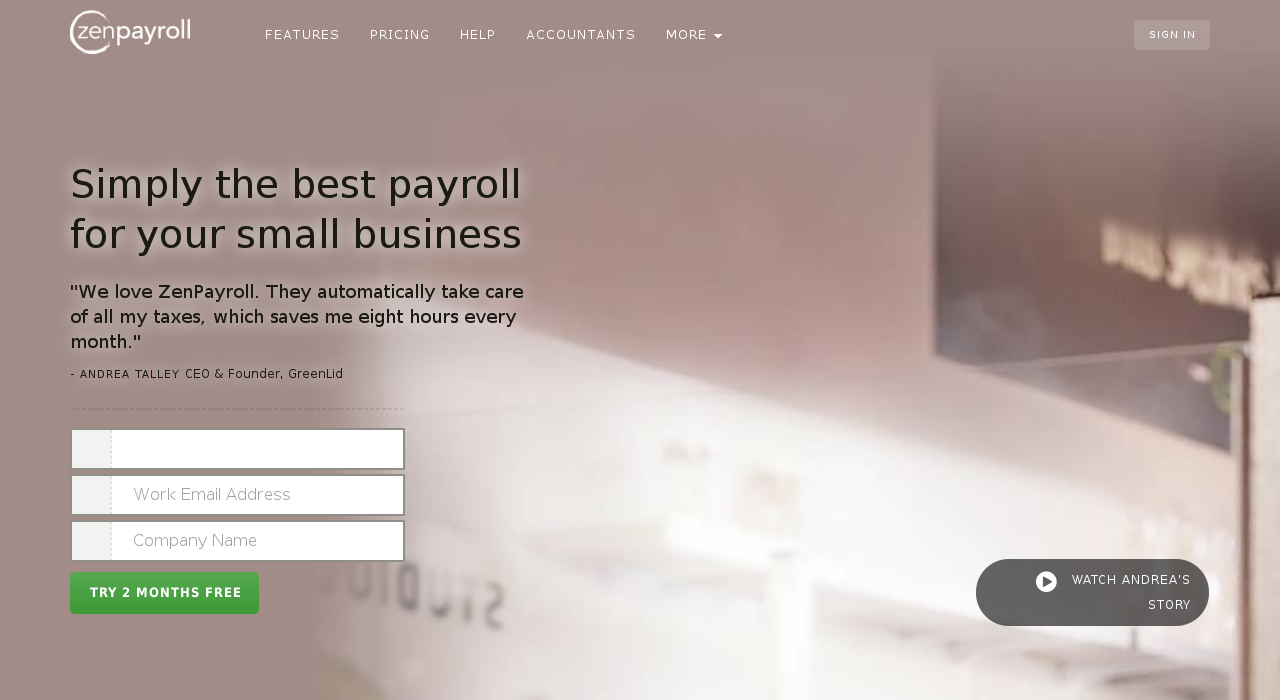 zenpayroll
FEATURES PRICING HELP ACCOUNTANTS MORE
SIGN IN
Simply the best payroll
for your small business
"We love ZenPayroll. They automatically take care
of all my taxes, which saves me eight hours every
month."
- ANDREA TALLEY CEO & Founder, GreenLid
Work Email Address
Company Name
TRY 2 MONTHS FREE
WATCH ANDREA'S
STORY